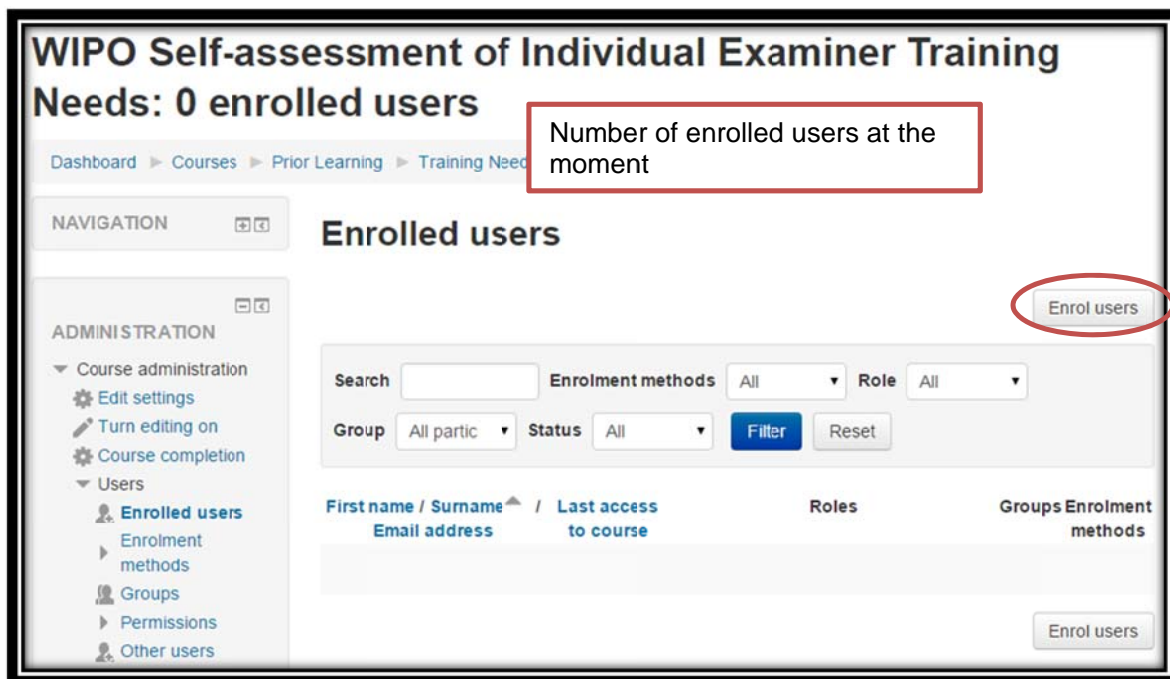 WIPO Self-assessment of Individual Examiner Training
Needs: 0 enrolled users
Number of enrolled users at the
moment
Dashboard ► Courses ► Prior Learning ► Training Need
NAVIGATION
Enrolled users
Enrol users
ADMINISTRATION
Course administration
Edit settings
Turn editing on
Course completion
Users
Enrolled users
Enrolment
methods
Groups
Permissions
Other users
Search Enrolment methods All Role All
Group All partic Status All Filter Reset
First name / Surname / Last access Roles Groups Enrolment
Email address to course methods
Enrol users